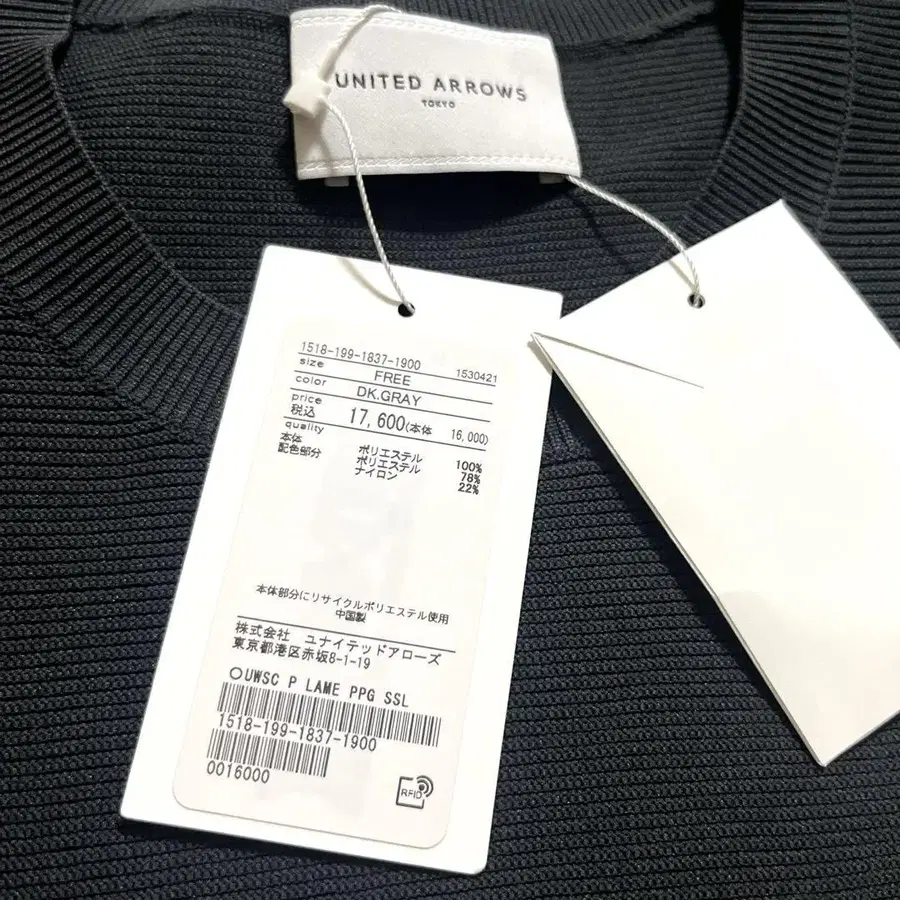 UNITED ARROWS
TOKYO
1518-199-1837-1900
size FREE 1530421
color DK.GRAY
price
税込 17,600(本体 16,000)
quality
本体 ポリエステル 100%
配色部分 ポリエステル 78%
ナイロン 22%
本体部分にリサイクルポリエステル使用
中国製
株式会社 ユナイテッドアローズ
東京都港区赤坂8-1-19
○UWSC P LAME PPG SSL
1518-199-1837-1900
0016000
RFID